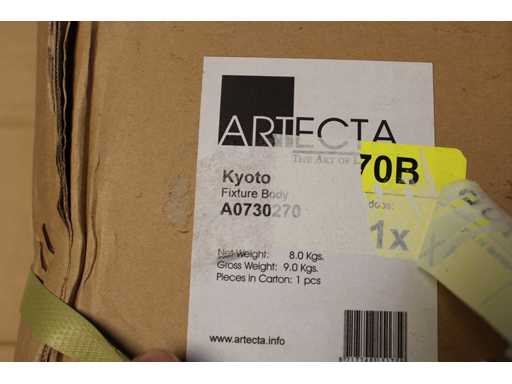 ARTECTA
THE ART OF
70B
Kyoto
Fixture Body
A0730270
1x
Net Weight: 8.0 Kgs.
Gross Weight: 9.0 Kgs.
Pieces in Carton: 1 pcs
www.artecta.info